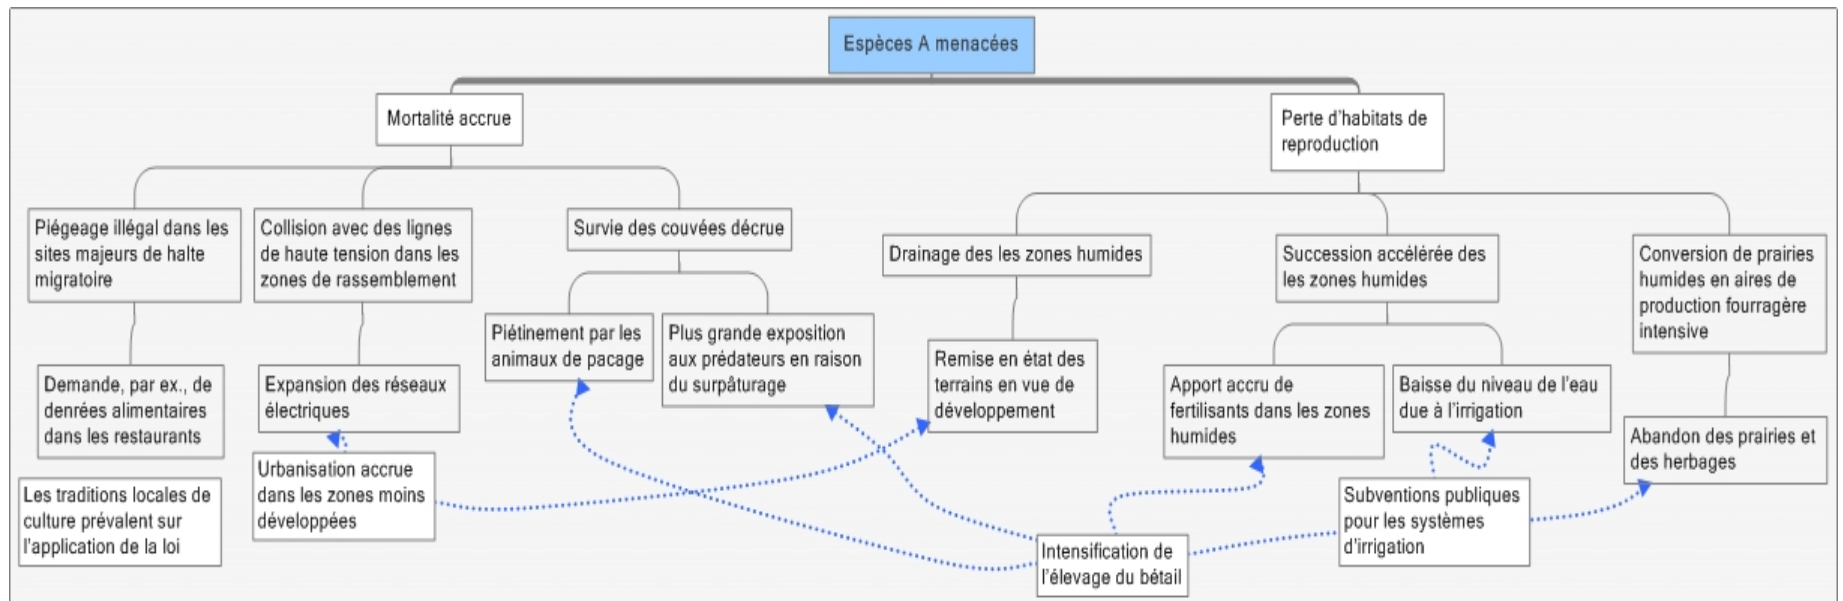 Espèces A menacées
Mortalité accrue
Perte d'habitats de
reproduction
Piégeage illégal dans les
sites majeurs de halte
migratoire
Collision avec des lignes
de haute tension dans les
zones de rassemblement
Survie des couvées décrue
Drainage des les zones humides
Succession accélérée des
les zones humides
Conversion de prairies
humides en aires de
production fourragère
intensive
Piétinement par les
animaux de pacage
Plus grande exposition
aux prédateurs en raison
du surpâturage
Remise en état des
terrains en vue de
développement
Demande, par ex., de
denrées alimentaires
dans les restaurants
Expansion des réseaux
électriques
Apport accru de
fertilisants dans les zones
humides
Baisse du niveau de l'eau
due à l'irrigation
Abandon des prairies et
des herbages
Les traditions locales de
culture prévalent sur
l'application de la loi
Urbanisation accrue
dans les zones moins
développées
Intensification de
l'élevage du bétail
Subventions publiques
pour les systèmes
d'irrigation